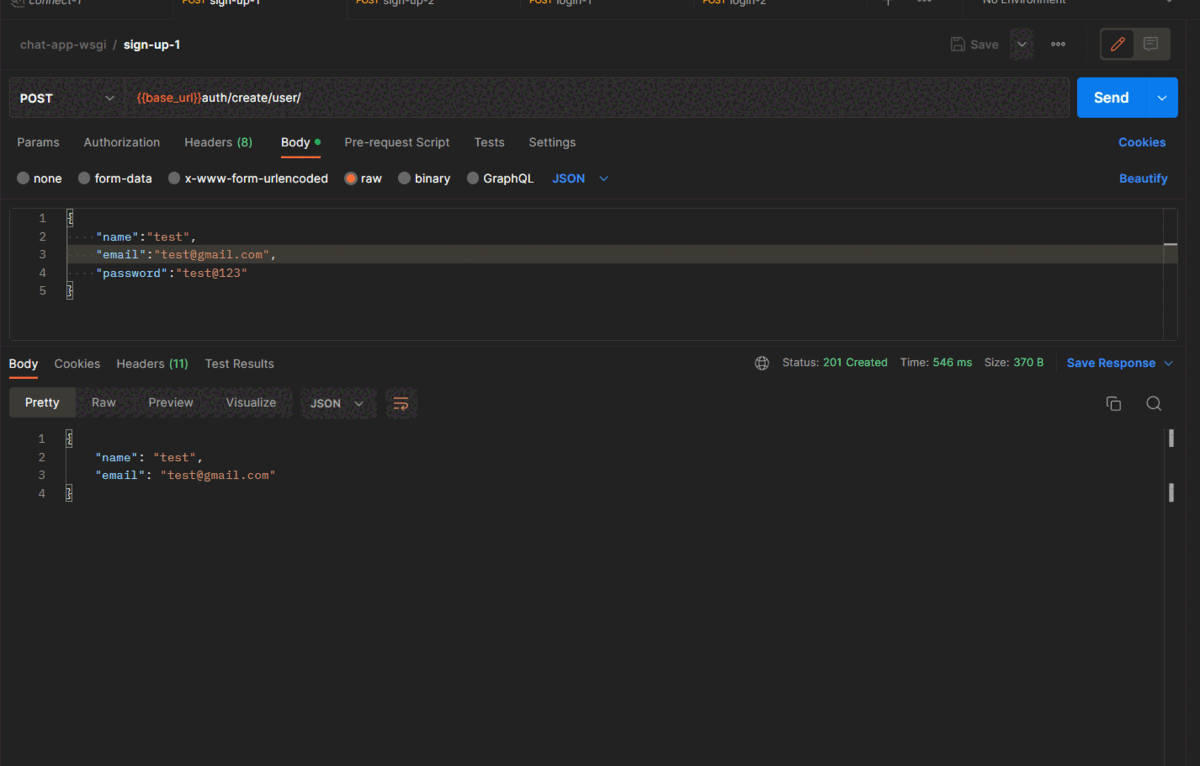 connect-1 POST sign-up-1 POST sign-up-2 POST login-1 POST login-2 No Environment
chat-app-wsgi / sign-up-1 Save
POST {{base_url}}auth/create/user/ Send
Params Authorization Headers (8) Body Pre-request Script Tests Settings Cookies
none form-data x-www-form-urlencoded raw binary GraphQL JSON Beautify
1 {
2 "name":"test",
3 "email":"test@gmail.com",
4 "password":"test@123"
5 }
Body Cookies Headers (11) Test Results Status: 201 Created Time: 546 ms Size: 370 B Save Response
Pretty Raw Preview Visualize JSON
1 {
2 "name": "test",
3 "email": "test@gmail.com"
4 }